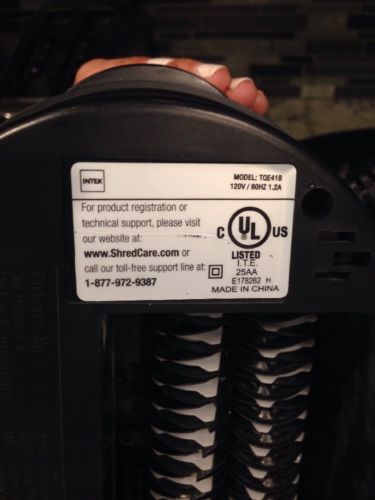 INTEK
MODEL: TQE41B
120V / 60HZ 1.2A
For product registration or
technical support, please visit
our website at:
www.ShredCare.com or
call our toll-free support line at:
1-877-972-9387
C UL US
LISTED
I.T.E.
25AA
E178262 H
MADE IN CHINA